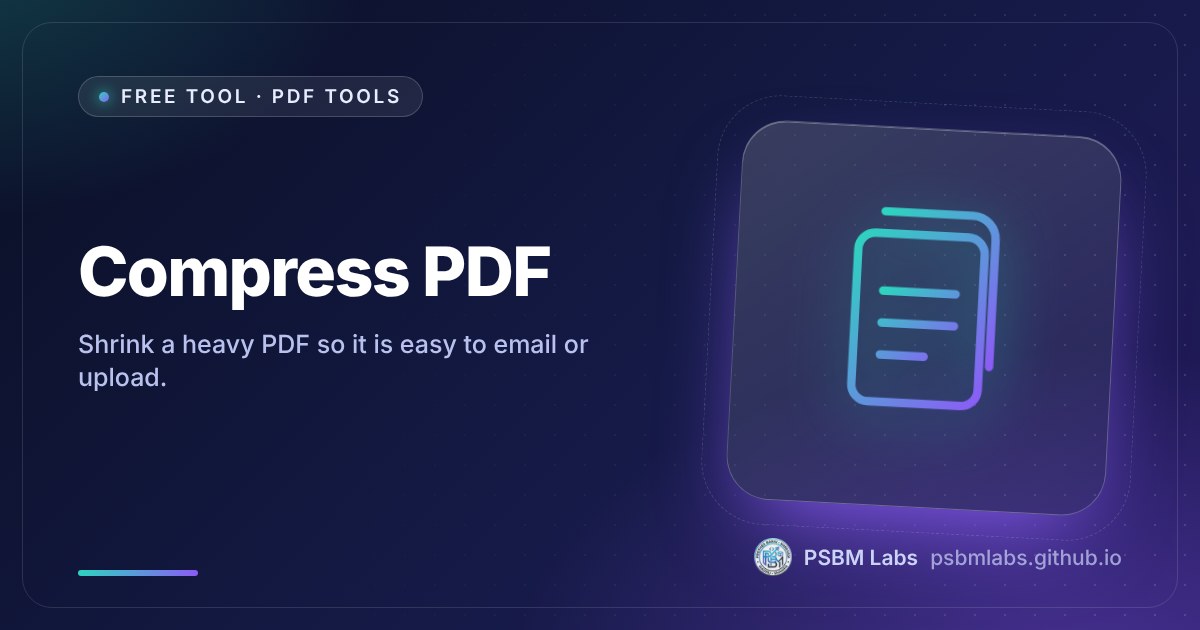 FREE TOOL · PDF TOOLS
Compress PDF
Shrink a heavy PDF so it is easy to email or
upload.
PSBM Labs psbmlabs.github.io